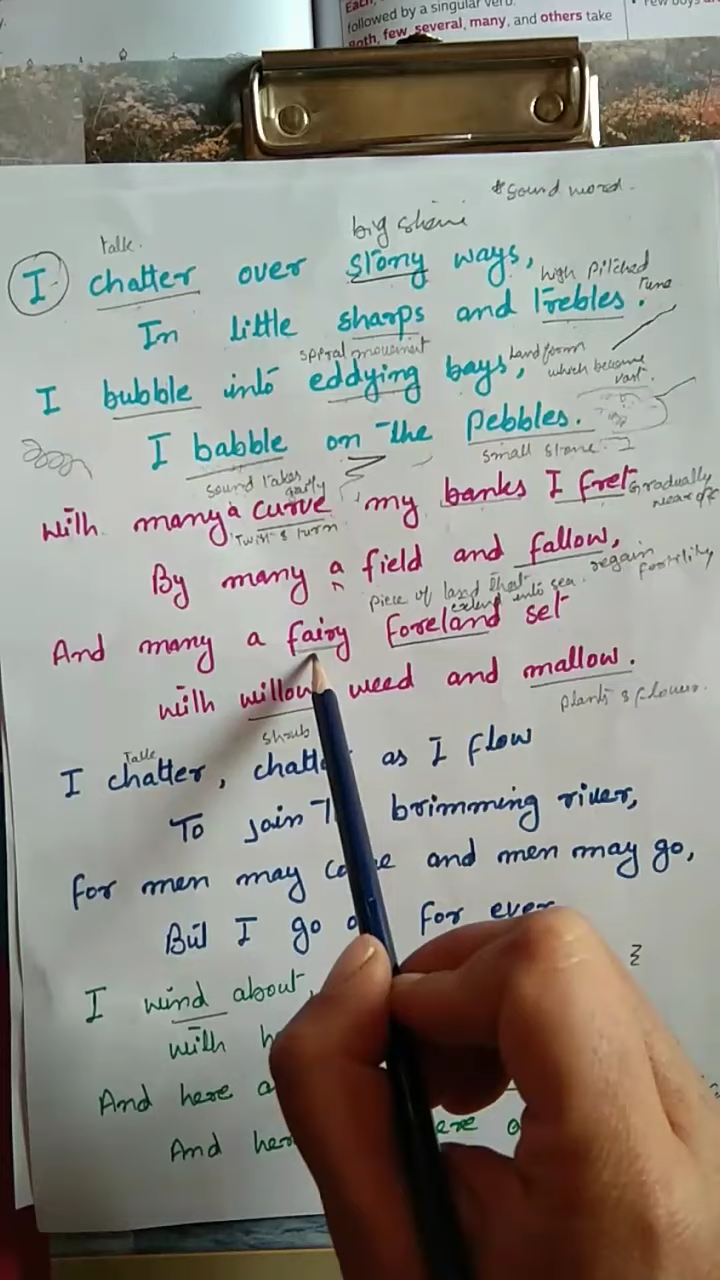 Each,
followed by a singular verb.
Both, few, several, many, and others take
* sound word.
talk.
big stone
I chatter over stony ways,
high pitched
tune
In little sharps and trebles.
spiral movement
Landform
which become
vast.
I bubble into eddying bays,
I babble on the pebbles.
small stone
sound takes
gaily
with many a curve my banks I fret
Twist & turn
Gradually
wear off
By many a field and fallow,
regain
fertility
piece of land that
extend into sea.
And many a fairy foreland set
with willow weed and mallow.
shrub
plants & flower.
Talk
I chatter, chatte as I flow
To join the brimming river,
for men may come and men may go,
But I go on for ever
I wind about,
with
And here a
And here